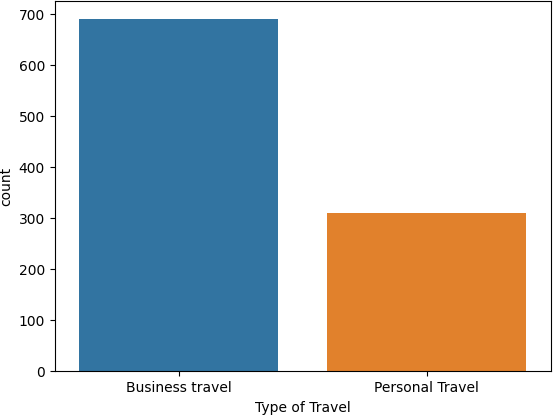 700
600
500
400
300
200
100
0
count
Business travel
Personal Travel
Type of Travel